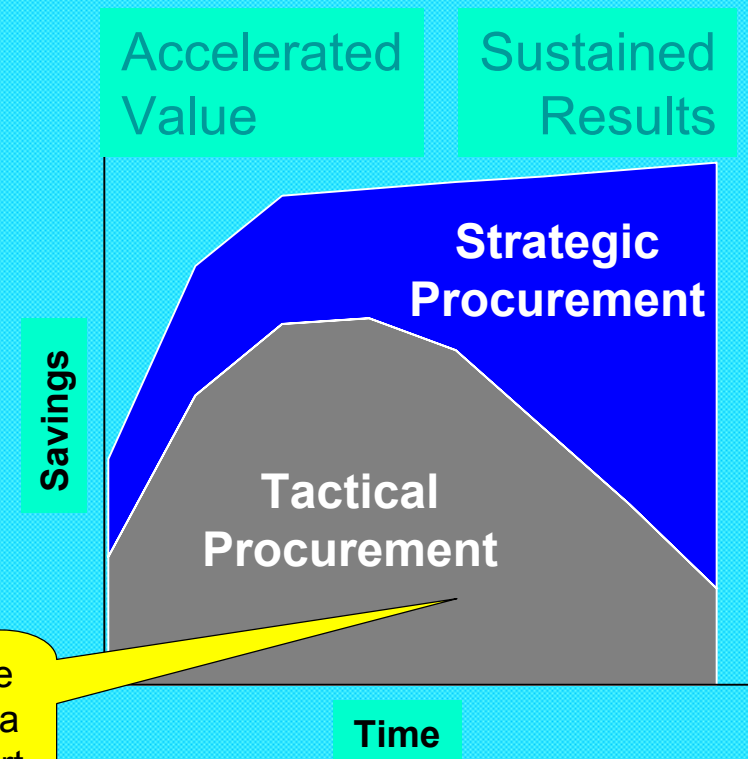 Accelerated
Value
Sustained
Results
Strategic
Procurement
Savings
Tactical
Procurement
e
a
Time